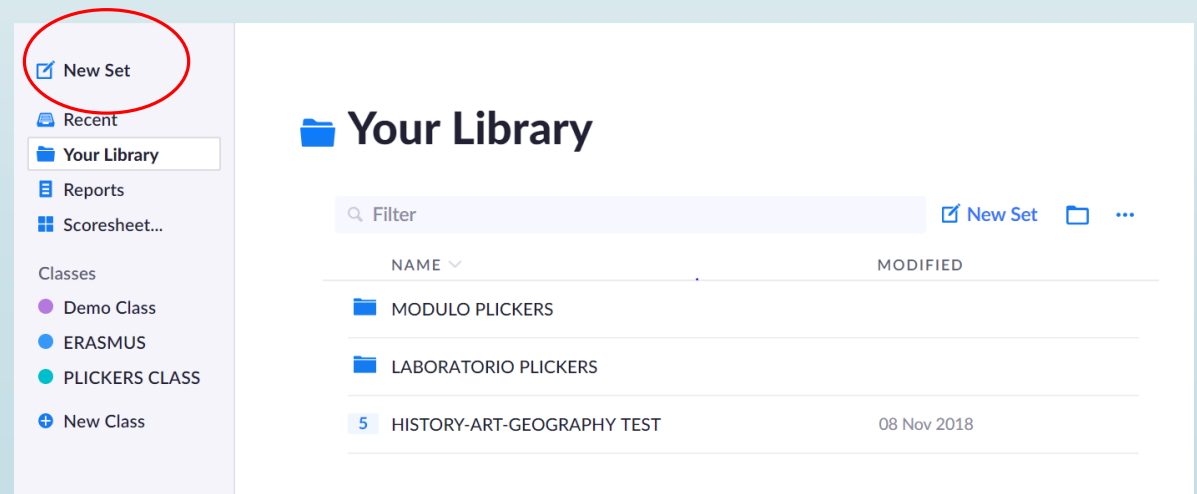 New Set
Recent
Your Library
Reports
Scoresheet...
Classes
Demo Class
ERASMUS
PLICKERS CLASS
New Class
Your Library
Filter
New Set
NAME MODIFIED
MODULO PLICKERS
LABORATORIO PLICKERS
5 HISTORY-ART-GEOGRAPHY TEST 08 Nov 2018